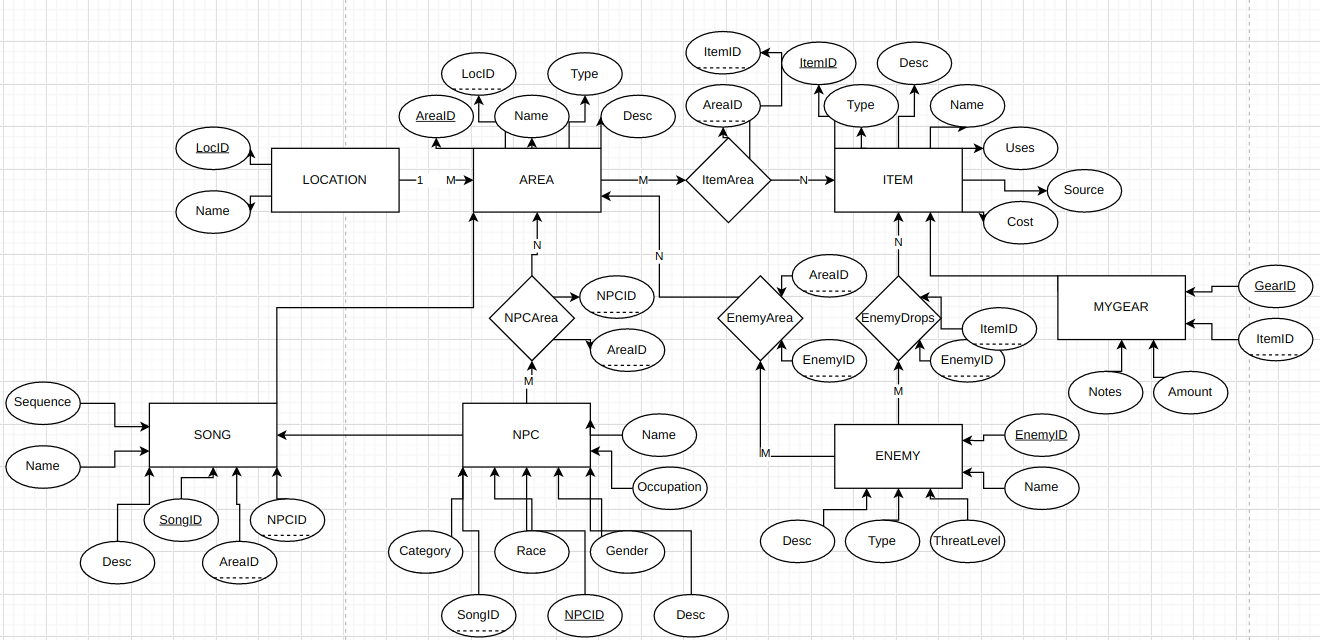 ItemID
ItemID
Desc
LocID
Type
AreaID
Type
Name
AreaID
Name
Desc
LocID
Uses
LOCATION
1
M
AREA
M
ItemArea
N
ITEM
Source
Name
Cost
N
N
N
AreaID
NPCID
GearID
NPCArea
EnemyArea
EnemyDrops
MYGEAR
ItemID
ItemID
AreaID
EnemyID
EnemyID
M
M
Notes
Amount
Sequence
SONG
NPC
Name
EnemyID
M
ENEMY
Name
Occupation
Name
SongID
NPCID
Desc
AreaID
Category
Race
Gender
Desc
Type
ThreatLevel
SongID
NPCID
Desc